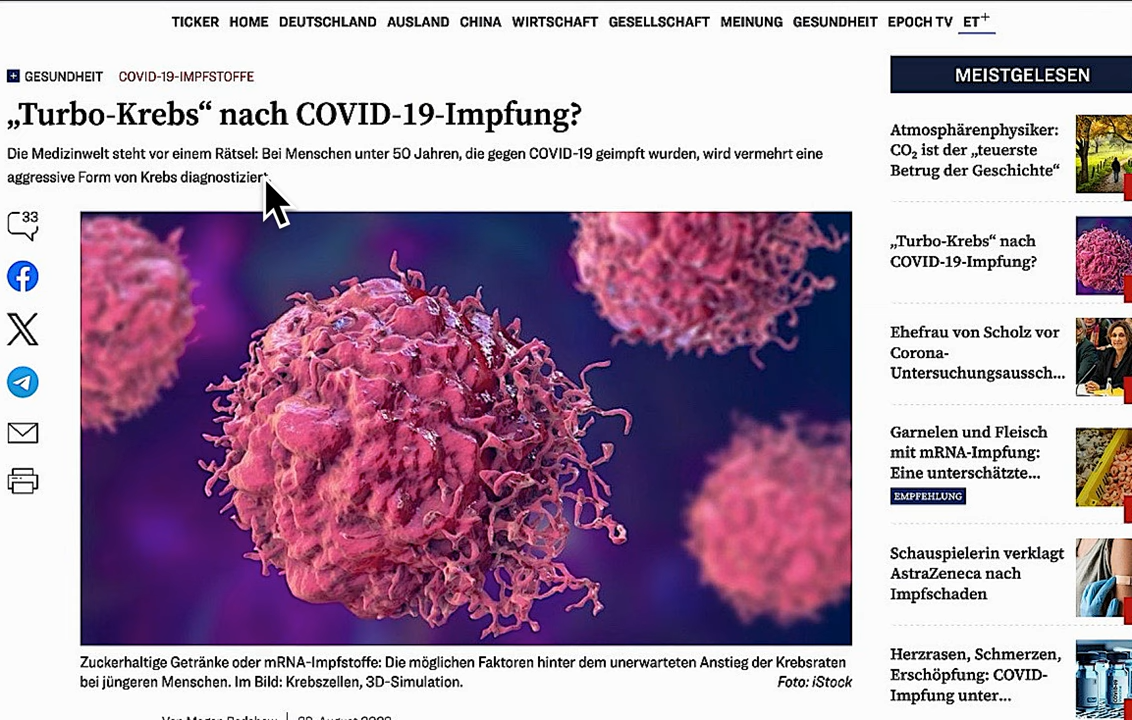 TICKER HOME DEUTSCHLAND AUSLAND CHINA WIRTSCHAFT GESELLSCHAFT MEINUNG GESUNDHEIT EPOCH TV ET+
GESUNDHEIT COVID-19-IMPFSTOFFE
„Turbo-Krebs“ nach COVID-19-Impfung?
Die Medizinwelt steht vor einem Rätsel: Bei Menschen unter 50 Jahren, die gegen COVID-19 geimpft wurden, wird vermehrt eine
aggressive Form von Krebs diagnostiziert.
33
Zuckerhaltige Getränke oder mRNA-Impfstoffe: Die möglichen Faktoren hinter dem unerwarteten Anstieg der Krebsraten
bei jüngeren Menschen. Im Bild: Krebszellen, 3D-Simulation.
Foto: iStock
MEISTGELESEN
Atmosphärenphysiker:
CO₂ ist der „teuerste
Betrug der Geschichte“
„Turbo-Krebs“ nach
COVID-19-Impfung?
Ehefrau von Scholz vor
Corona-
Untersuchungsaussch...
Garnelen und Fleisch
mit mRNA-Impfung:
Eine unterschätzte...
EMPFEHLUNG
Schauspielerin verklagt
AstraZeneca nach
Impfschaden
Herzrasen, Schmerzen,
Erschöpfung: COVID-
Impfung unter...